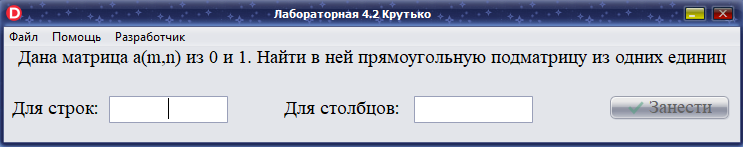 Лабораторная 4.2 Крутько
Файл Помощь Разработчик
Дана матрица a(m,n) из 0 и 1. Найти в ней прямоугольную подматрицу из одних единиц
Для строк: Для столбцов: Занести